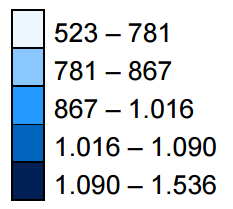 523 – 781
781 – 867
867 – 1.016
1.016 – 1.090
1.090 – 1.536